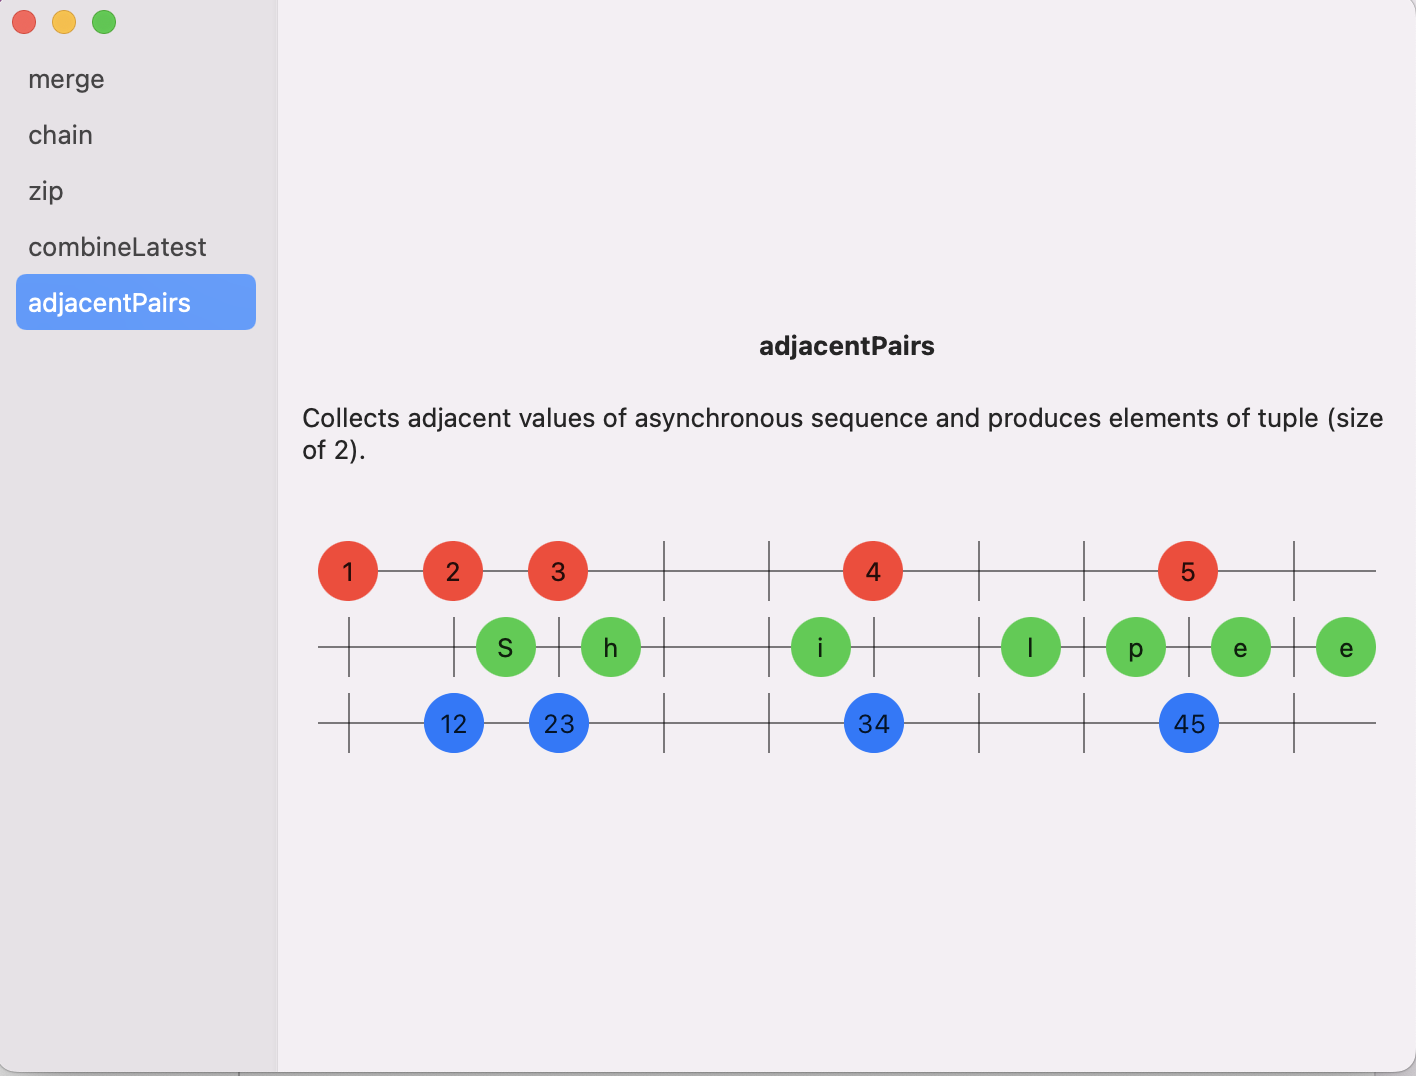 merge
chain
zip
combineLatest
adjacentPairs
adjacentPairs
Collects adjacent values of asynchronous sequence and produces elements of tuple (size
of 2).
1 2 3 4 5
S h i l p e e
12 23 34 45